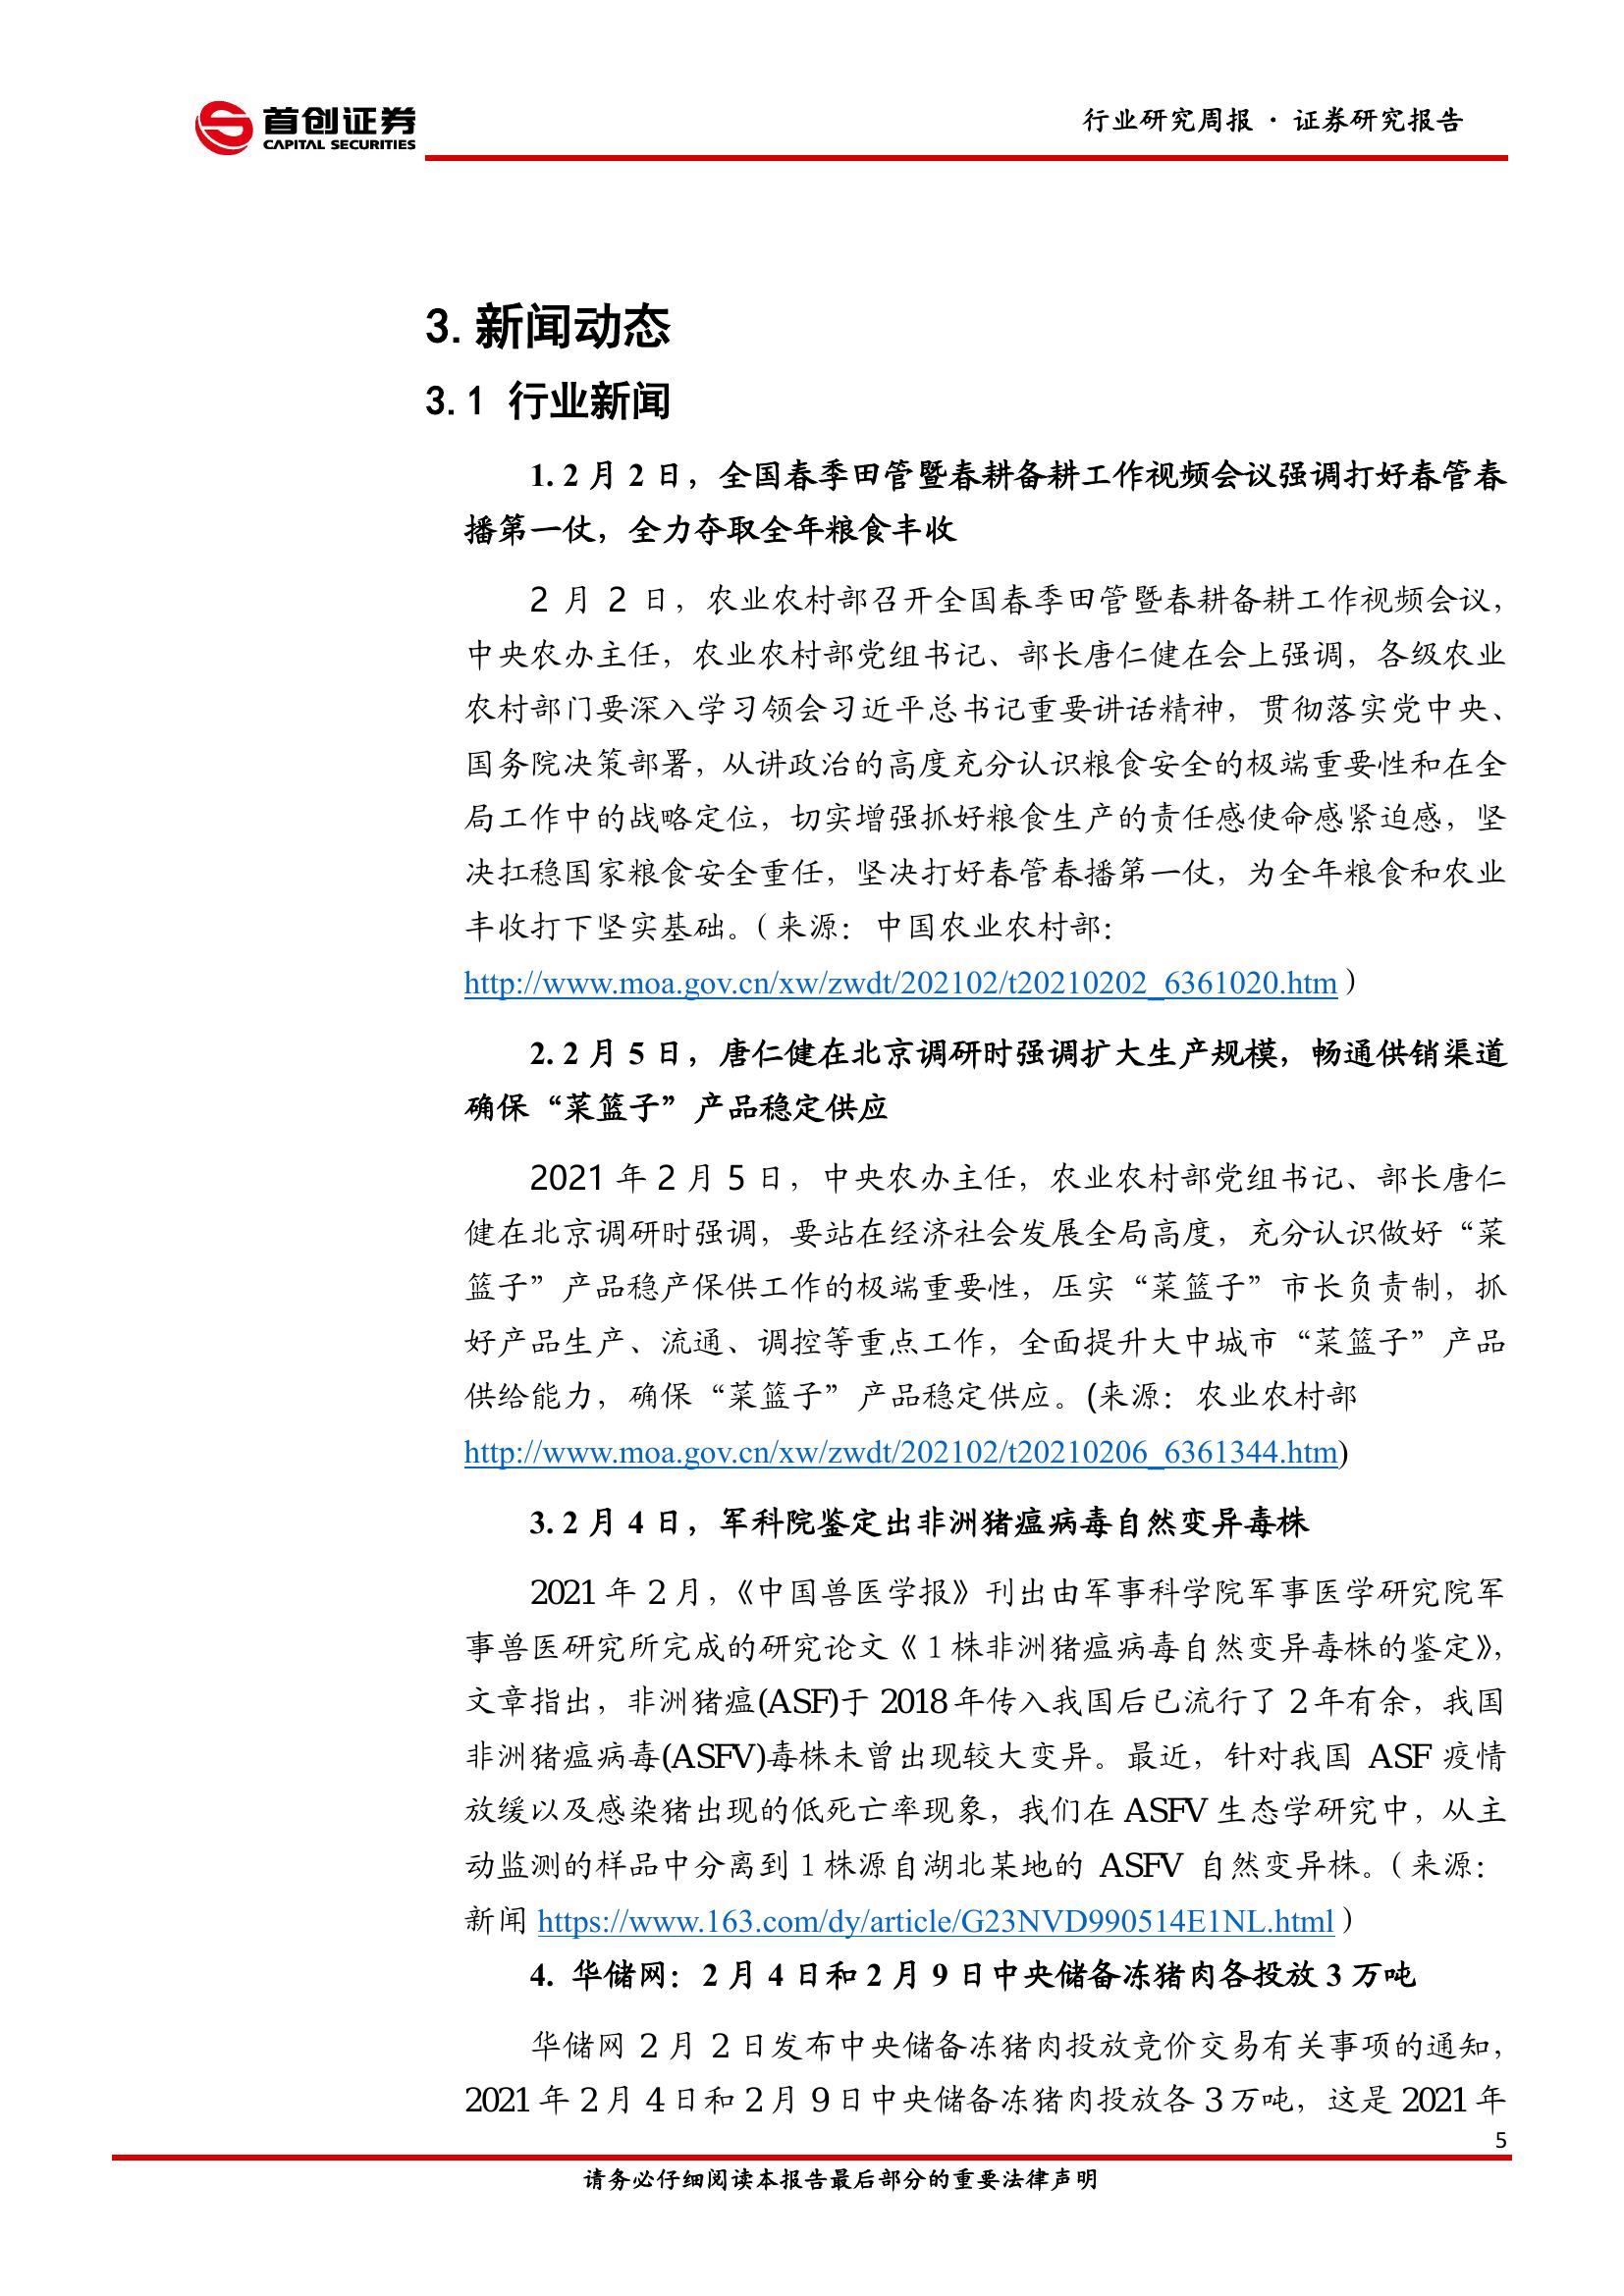 首创证券
CAPITAL SECURITIES
行业研究周报 · 证券研究报告
3.新闻动态
3.1 行业新闻
1. 2 月 2 日，全国春季田管暨春耕备耕工作视频会议强调打好春管春
播第一仗，全力夺取全年粮食丰收
2 月 2 日，农业农村部召开全国春季田管暨春耕备耕工作视频会议，
中央农办主任，农业农村部党组书记、部长唐仁健在会上强调，各级农业
农村部门要深入学习领会习近平总书记重要讲话精神，贯彻落实党中央、
国务院决策部署，从讲政治的高度充分认识粮食安全的极端重要性和在全
局工作中的战略定位，切实增强抓好粮食生产的责任感使命感紧迫感，坚
决扛稳国家粮食安全重任，坚决打好春管春播第一仗，为全年粮食和农业
丰收打下坚实基础。（来源：中国农业农村部：
http://www.moa.gov.cn/xw/zwdt/202102/t20210202_6361020.htm）
2. 2 月 5 日，唐仁健在北京调研时强调扩大生产规模，畅通供销渠道
确保“菜篮子”产品稳定供应
2021 年 2 月 5 日，中央农办主任，农业农村部党组书记、部长唐仁
健在北京调研时强调，要站在经济社会发展全局高度，充分认识做好“菜
篮子”产品稳产保供工作的极端重要性，压实“菜篮子”市长负责制，抓
好产品生产、流通、调控等重点工作，全面提升大中城市“菜篮子”产品
供给能力，确保“菜篮子”产品稳定供应。(来源：农业农村部
http://www.moa.gov.cn/xw/zwdt/202102/t20210206_6361344.htm)
3. 2 月 4 日，军科院鉴定出非洲猪瘟病毒自然变异毒株
2021 年 2 月，《中国兽医学报》刊出由军事科学院军事医学研究院军
事兽医研究所完成的研究论文《 1 株非洲猪瘟病毒自然变异毒株的鉴定》，
文章指出，非洲猪瘟(ASF)于 2018 年传入我国后已流行了 2 年有余，我国
非洲猪瘟病毒(ASFV)毒株未曾出现较大变异。最近，针对我国 ASF 疫情
放缓以及感染猪出现的低死亡率现象，我们在 ASFV 生态学研究中，从主
动监测的样品中分离到 1 株源自湖北某地的 ASFV 自然变异株。（来源：
新闻 https://www.163.com/dy/article/G23NVD990514E1NL.html）
4. 华储网：2 月 4 日和 2 月 9 日中央储备冻猪肉各投放 3 万吨
华储网 2 月 2 日发布中央储备冻猪肉投放竞价交易有关事项的通知，
2021 年 2 月 4 日和 2 月 9 日中央储备冻猪肉投放各 3 万吨，这是 2021 年
5
请务必仔细阅读本报告最后部分的重要法律声明